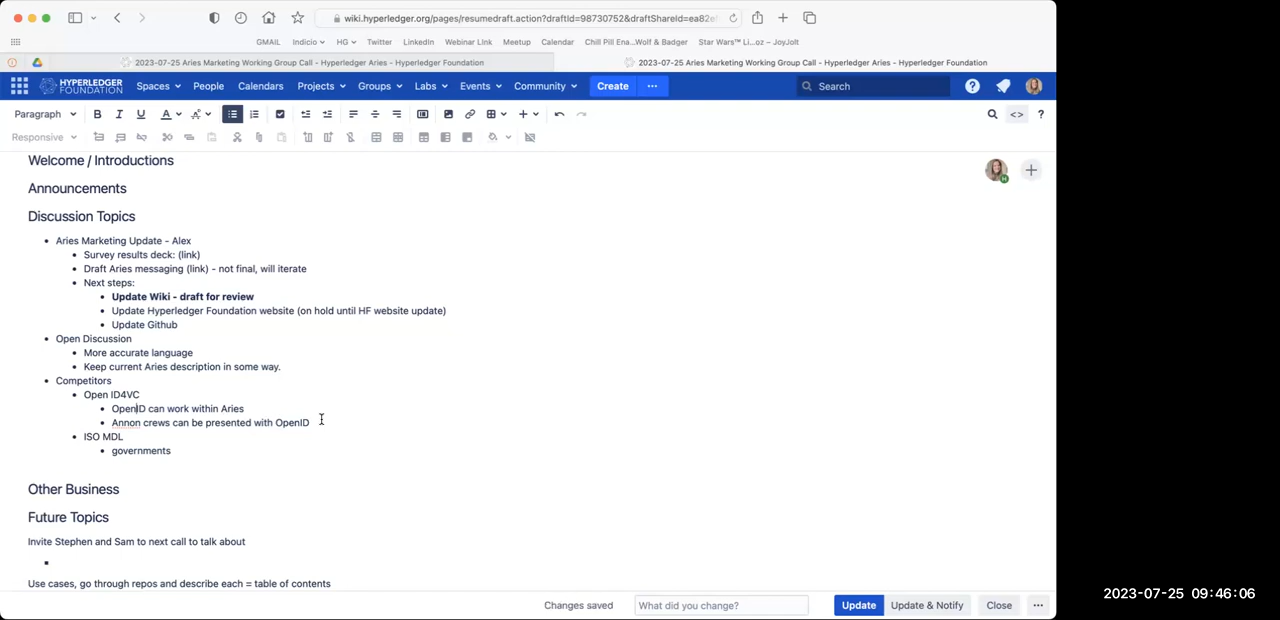 wiki.hyperledger.org/pages/resumedraft.action?draftId=98730752&draftShareId=ea82e
GMAIL Indicio HG Twitter LinkedIn Webinar Link Meetup Calendar Chill Pill Ena...Wolf & Badger Star Wars™ Li...oz – JoyJolt
2023-07-25 Aries Marketing Working Group Call - Hyperledger Aries - Hyperledger Foundation 2023-07-25 Aries Marketing Working Group Call - Hyperledger Aries - Hyperledger Foundation
HYPERLEDGER FOUNDATION Spaces People Calendars Projects Groups Labs Events Community Create ... Search
Paragraph B I U A
Responsive
Welcome / Introductions
Announcements
Discussion Topics
• Aries Marketing Update - Alex
• Survey results deck: (link)
• Draft Aries messaging (link) - not final, will iterate
• Next steps:
• Update Wiki - draft for review
• Update Hyperledger Foundation website (on hold until HF website update)
• Update Github
• Open Discussion
• More accurate language
• Keep current Aries description in some way.
• Competitors
• Open ID4VC
• OpenID can work within Aries
• Annon crews can be presented with OpenID
• ISO MDL
• governments
Other Business
Future Topics
Invite Stephen and Sam to next call to talk about
Use cases, go through repos and describe each = table of contents
Changes saved What did you change? Update Update & Notify Close ...
2023-07-25 09:46:06